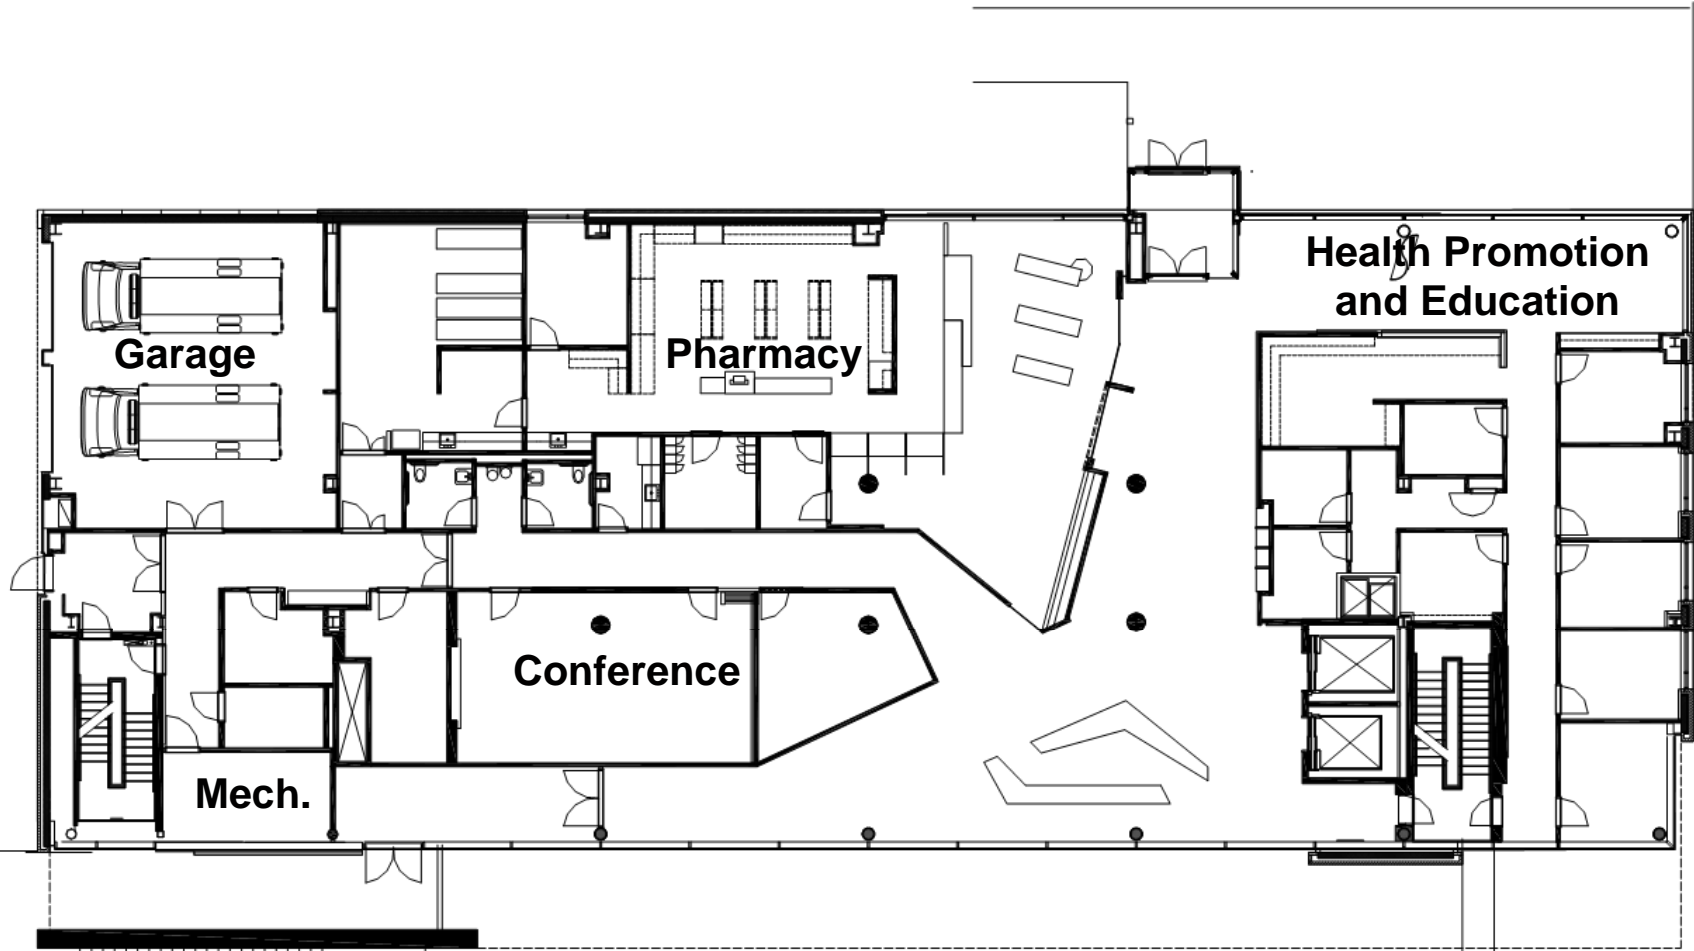 Health Promotion
and Education
Garage
Pharmacy
Conference
Mech.